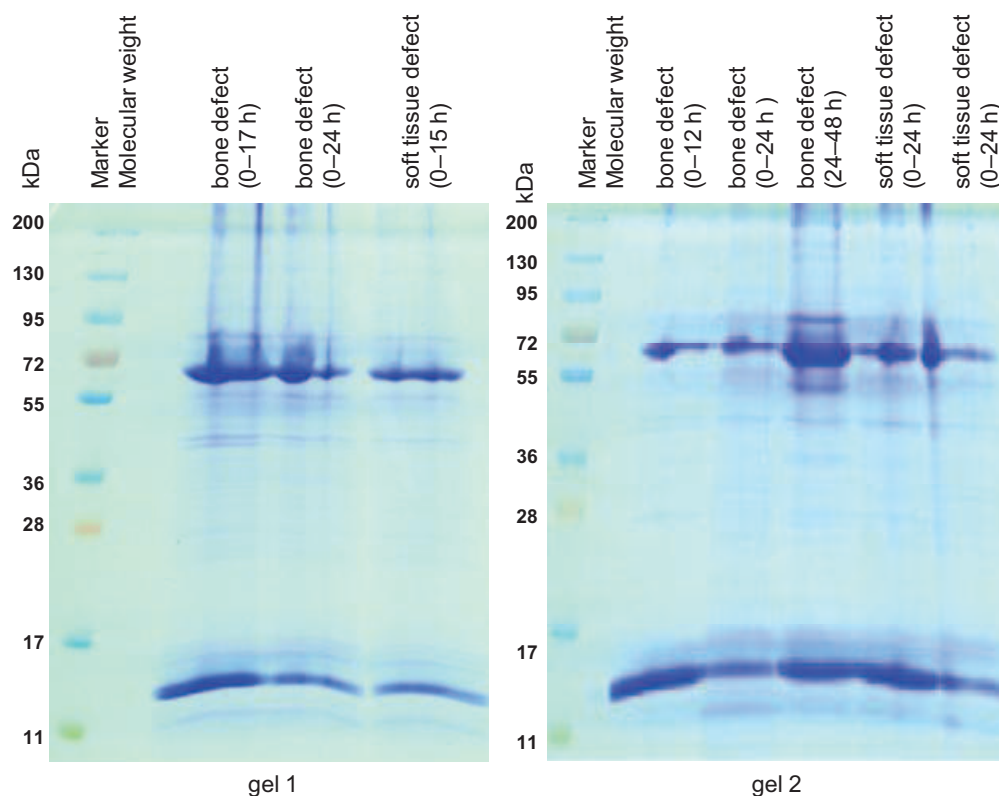 kDa
Marker
Molecular weight
bone defect
(0–17 h)
bone defect
(0–24 h)
soft tissue defect
(0–15 h)
200
130
95
72
55
36
28
17
11
gel 1
kDa
Marker
Molecular weight
bone defect
(0–12 h)
bone defect
(0–24 h )
bone defect
(24–48h)
soft tissue defect
(0–24 h)
soft tissue defect
(0–24 h)
200
130
95
72
55
36
28
17
11
gel 2